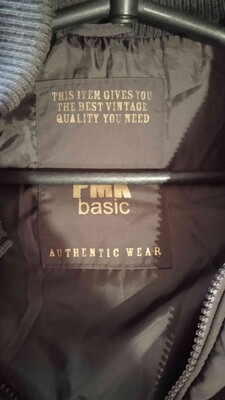 THIS ITEM GIVES YOU
THE BEST VINTAGE
QUALITY YOU NEED
basic
AUTHENTIC WEAR